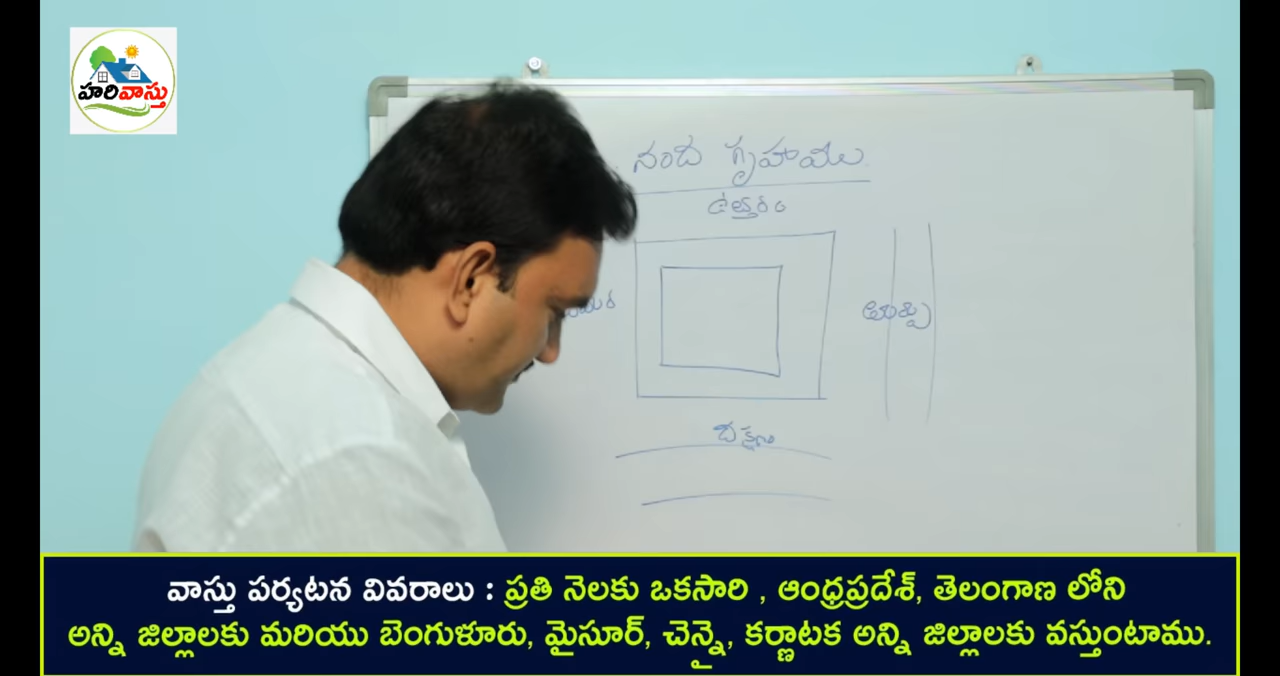 హరివాస్తు
నంది గృహాములు
ఉత్తరం
తూర్పు
దక్షిణం
వాస్తు పర్యటన వివరాలు : ప్రతి నెలకు ఒకసారి , ఆంధ్రప్రదేశ్, తెలంగాణ లోని
అన్ని జిల్లాలకు మరియు బెంగుళూరు, మైసూర్, చెన్నై, కర్ణాటక అన్ని జిల్లాలకు వస్తుంటాము.